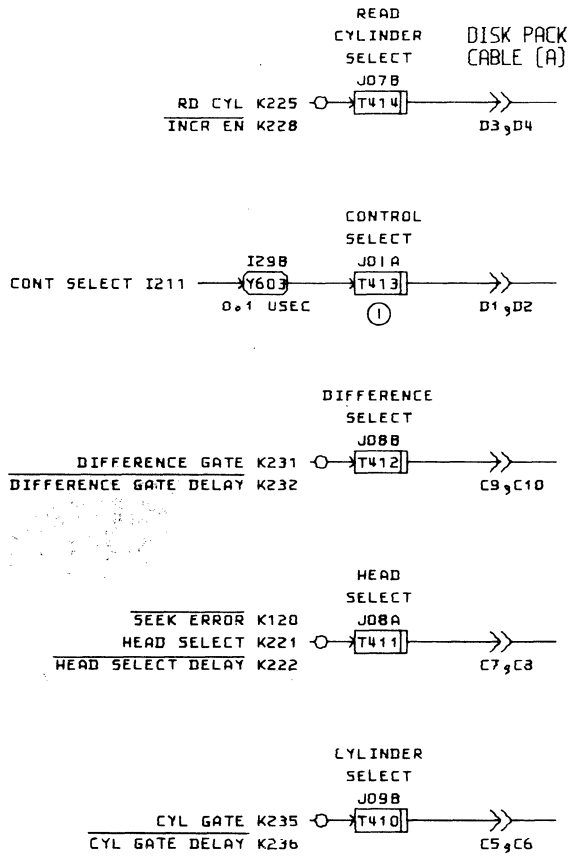 READ
CYLINDER
SELECT
DISK PACK
CABLE (A)
J07B
RD CYL K225
T414
INCR EN K228
D3,D4
CONTROL
SELECT
I29B
J01A
CONT SELECT I211
Y603
T413
0.1 USEC
1
D1,D2
DIFFERENCE
SELECT
J08B
DIFFERENCE GATE K231
T412
DIFFERENCE GATE DELAY K232
C9,C10
HEAD
SELECT
SEEK ERROR K120
J08A
HEAD SELECT K221
T411
HEAD SELECT DELAY K222
C7,C8
CYLINDER
SELECT
J09B
CYL GATE K235
T410
CYL GATE DELAY K236
C5,C6